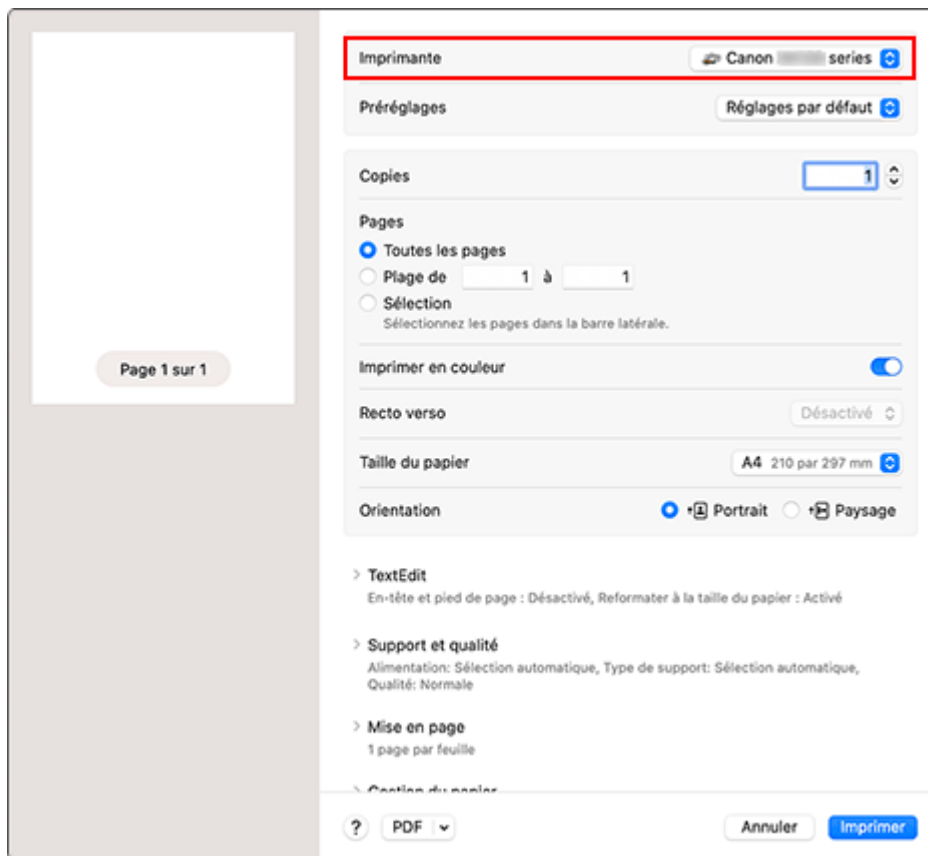 Imprimante
Canon series
Préréglages
Réglages par défaut
Copies
1
Pages
Toutes les pages
Plage de 1 à 1
Sélection
Sélectionnez les pages dans la barre latérale.
Page 1 sur 1
Imprimer en couleur
Recto verso
Désactivé
Taille du papier
A4 210 par 297 mm
Orientation
Portrait
Paysage
TextEdit
En-tête et pied de page : Désactivé, Reformater à la taille du papier : Activé
Support et qualité
Alimentation: Sélection automatique, Type de support: Sélection automatique,
Qualité: Normale
Mise en page
1 page par feuille
Gestion du papier
?
PDF
Annuler
Imprimer